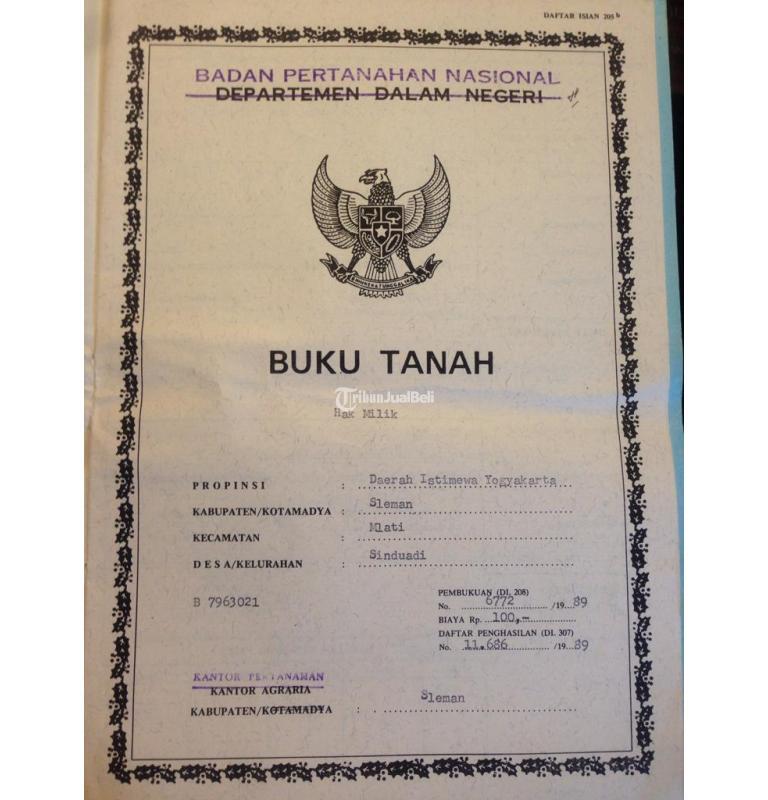 DAFTAR ISIAN 205 b
BADAN PERTANAHAN NASIONAL
DEPARTEMEN DALAM NEGERI
BHINNEKA TUNGGAL IKA
BUKU TANAH
TribunJualBeli
Hak Milik
PROPINSI : Daerah Istimewa Yogyakarta
KABUPATEN/KOTAMADYA : Sleman
KECAMATAN : Mlati
DESA/KELURAHAN : Sinduadi
B 7963021
PEMBUKUAN (DI. 208)
No. 6772 /19 89
BIAYA Rp. 100,-
DAFTAR PENGHASILAN (DI. 307)
No. 11.686 /19 89
KANTOR PERTANAHAN
KANTOR AGRARIA
KABUPATEN/KOTAMADYA : Sleman